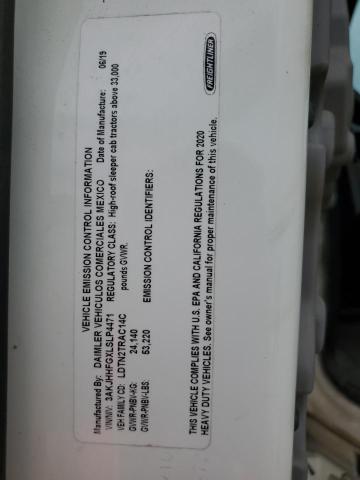 VEHICLE EMISSION CONTROL INFORMATION
Manufactured By: DAIMLER VEHICULOS COMERCIALES MEXICO Date of Manufacture: 06/19
VIN/NIV: 3AKJHHFGXLSLP4471 REGULATORY CLASS: High-roof sleeper cab tractors above 33,000
VEH FAMILY CD: LDTN2TRAC14C pounds GVWR.
GVWR-PNBV-KG: 24,140
GVWR-PNBV-LBS: 53,220 EMISSION CONTROL IDENTIFIERS:
THIS VEHICLE COMPLIES WITH U.S. EPA AND CALIFORNIA REGULATIONS FOR 2020
HEAVY DUTY VEHICLES. See owner's manual for proper maintenance of this vehicle.
FREIGHTLINER